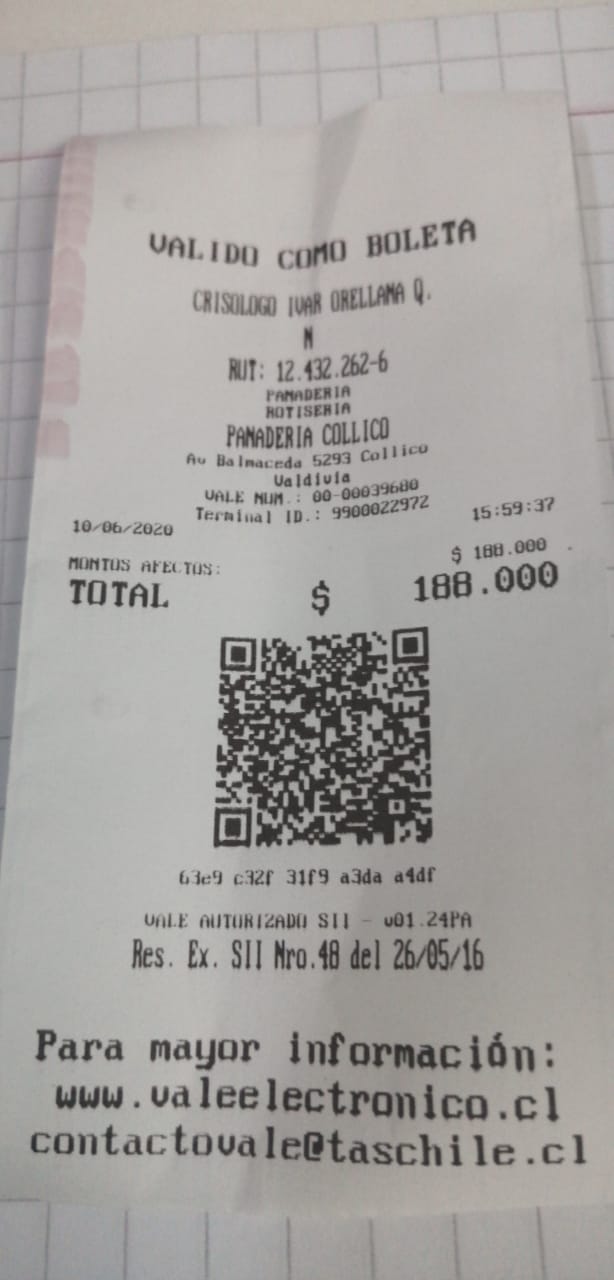 VALIDO COMO BOLETA
CRISOLOGO IVAR ORELLANA Q.
N
RUT: 12.432.262-6
PANADERIA
ROTISERIA
PANADERIA COLLICO
Av Balmaceda 5293 Collico
Valdivia
VALE NUM.: 00-00039680
Terminal ID.: 9900022972
10/06/2020 15:59:37
MONTOS AFECTOS: $ 188.000
TOTAL $ 188.000
63e9 c32f 31f9 a3da a4df
VALE AUTORIZADO SII - v01.24PA
Res. Ex. SII Nro.48 del 26/05/16
Para mayor información:
www.valeelectronico.cl
contactovale@taschile.cl